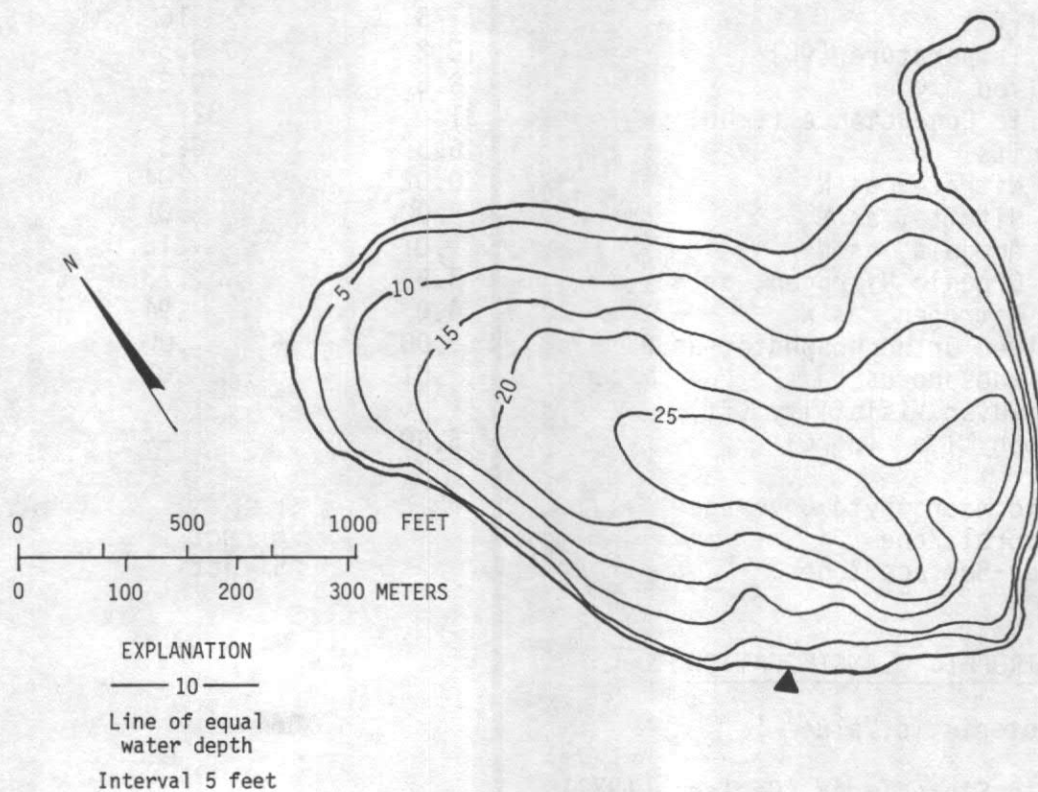 N
5
10
15
20
25
0 500 1000 FEET
0 100 200 300 METERS
EXPLANATION
10
Line of equal
water depth
Interval 5 feet